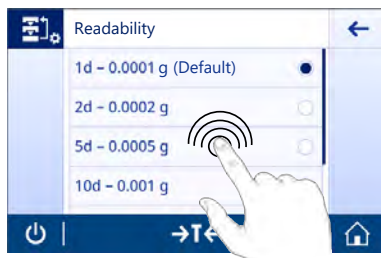 Readability
1d – 0.0001 g (Default)
2d – 0.0002 g
5d – 0.0005 g
10d – 0.001 g
→T←